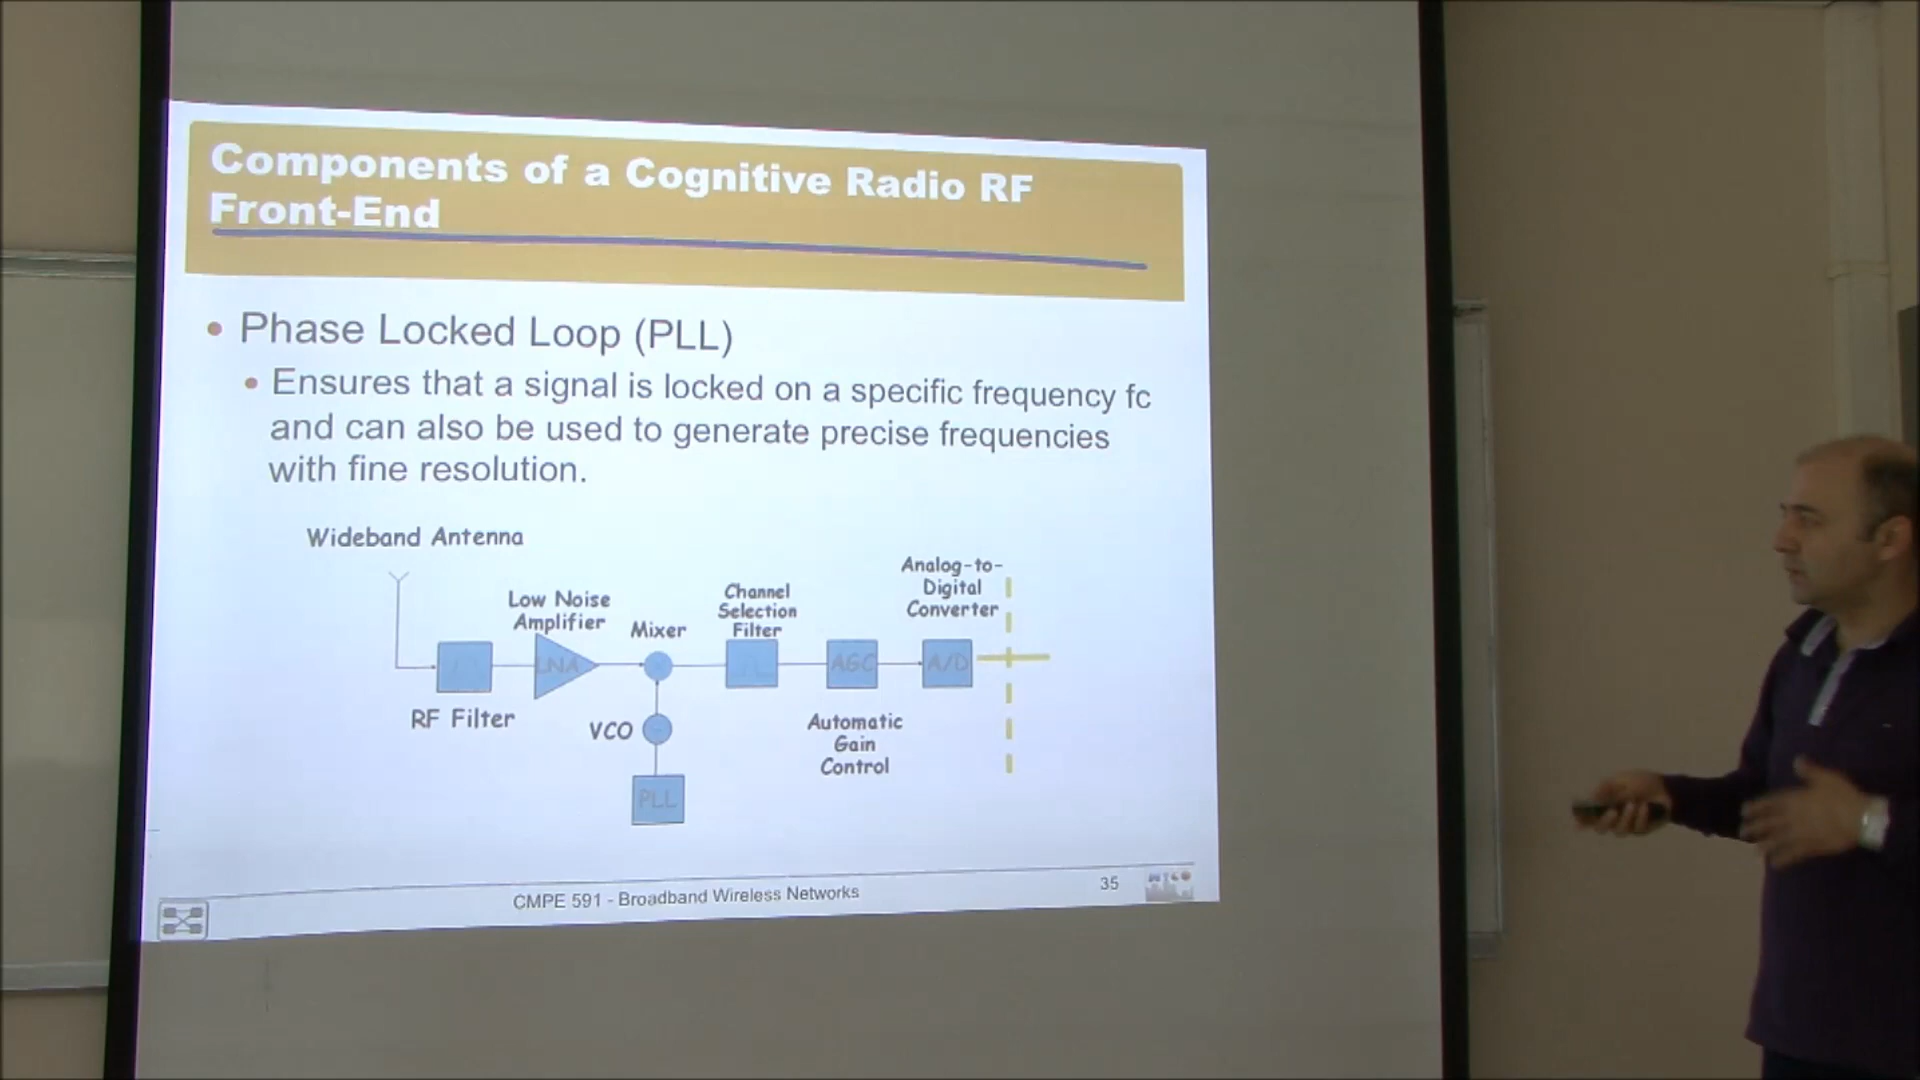 Components of a Cognitive Radio RF
Front-End
• Phase Locked Loop (PLL)
• Ensures that a signal is locked on a specific frequency fc
and can also be used to generate precise frequencies
with fine resolution.
Wideband Antenna
Low Noise
Amplifier
Mixer
Channel
Selection
Filter
Analog-to-
Digital
Converter
LNA
AGC
A/D
RF Filter
VCO
Automatic
Gain
Control
PLL
CMPE 591 - Broadband Wireless Networks
35